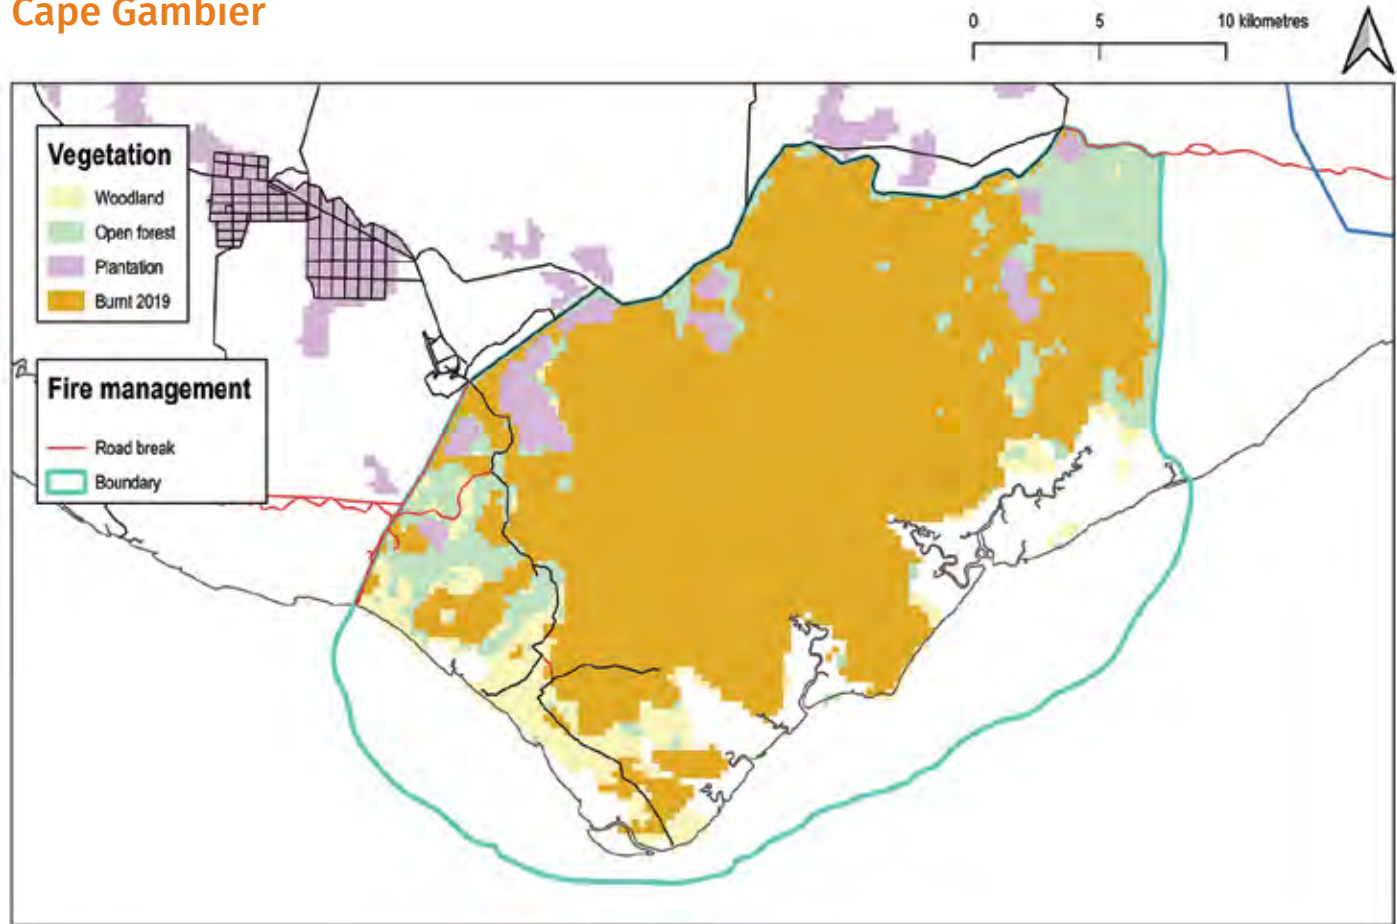 Cape Gambier
0 5 10 kilometres
Vegetation
Woodland
Open forest
Plantation
Burnt 2019
Fire management
Road break
Boundary